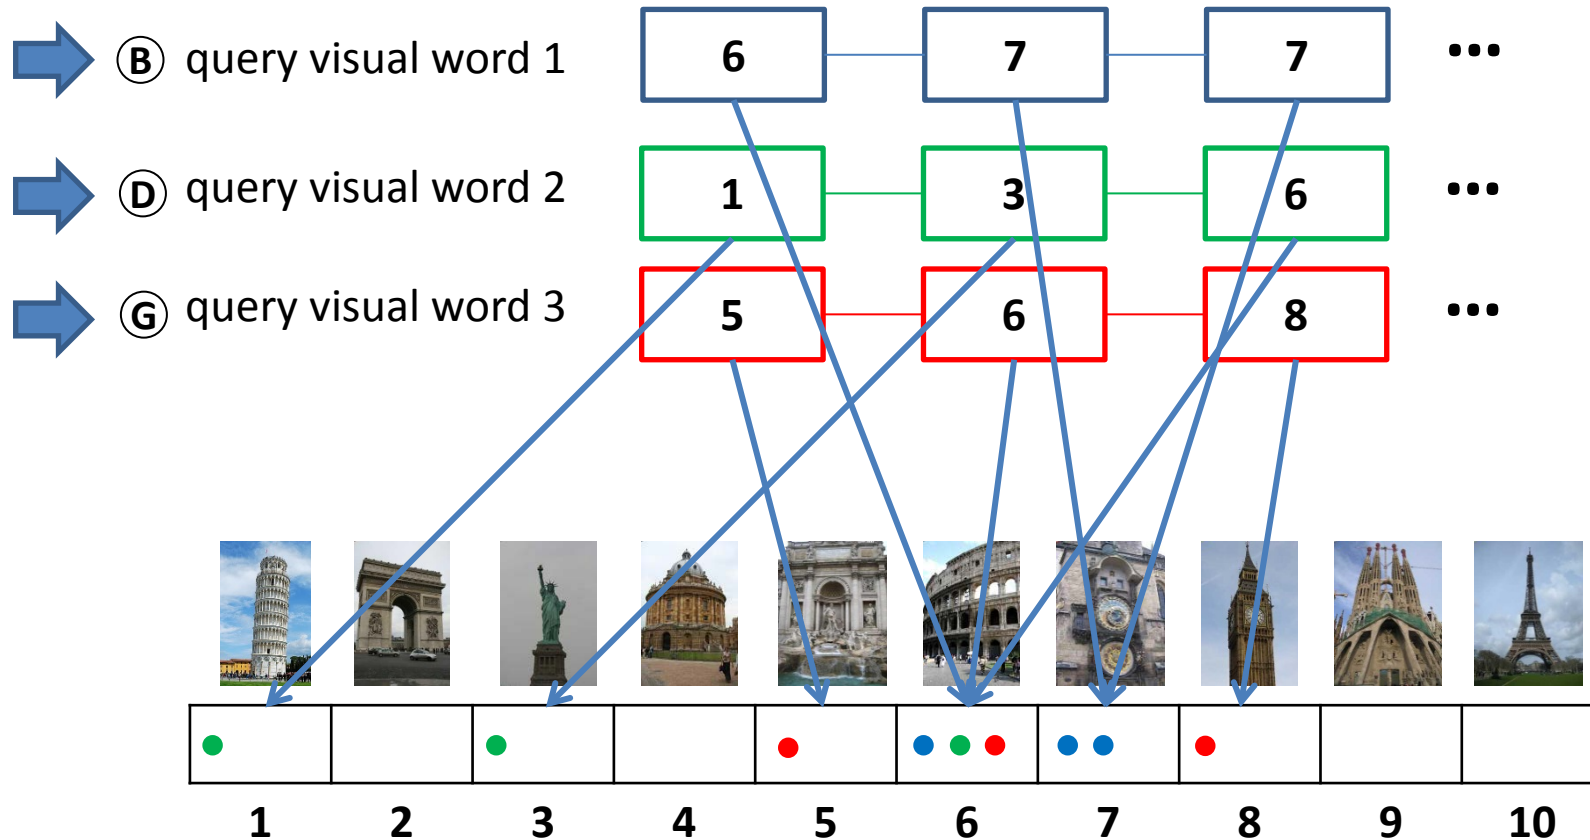 B query visual word 1 6 7 7 ...
D query visual word 2 1 3 6 ...
G query visual word 3 5 6 8 ...
1 2 3 4 5 6 7 8 9 10